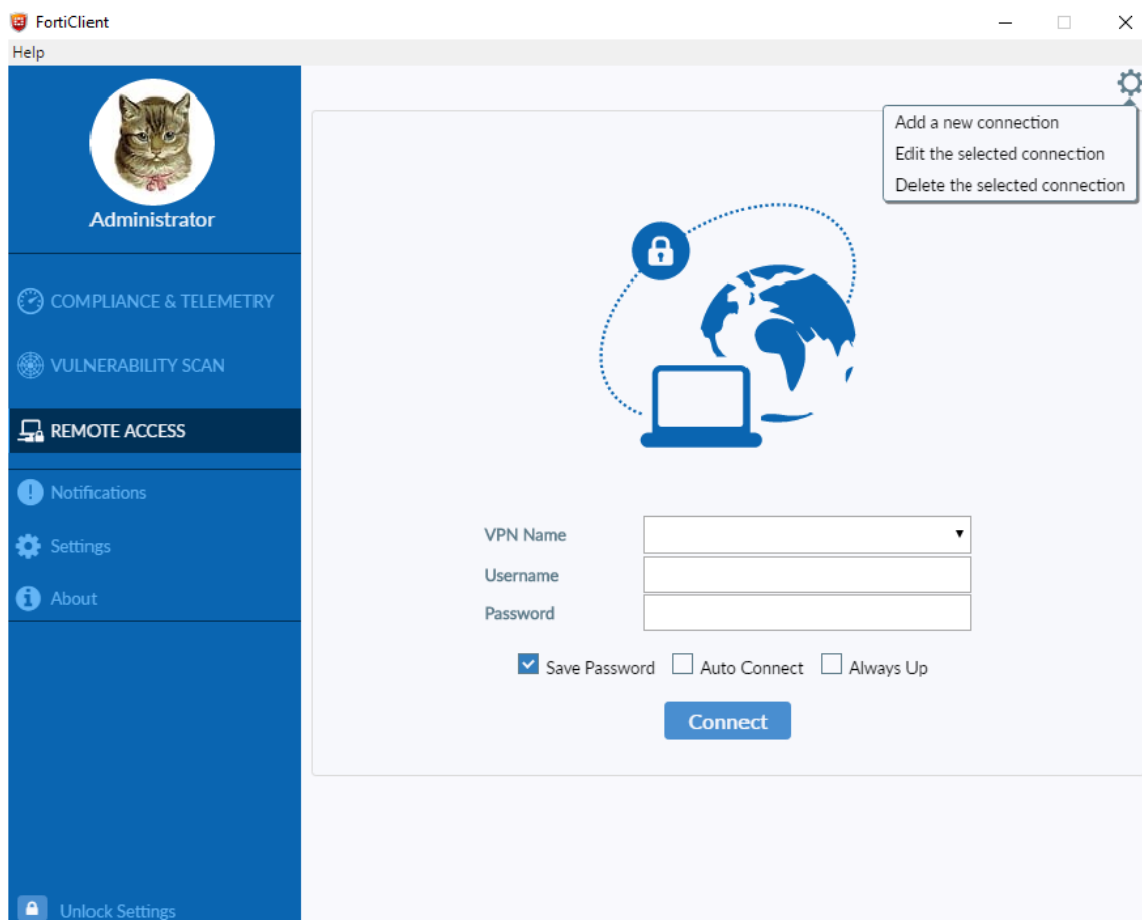 FortiClient
Help
Administrator
COMPLIANCE & TELEMETRY
VULNERABILITY SCAN
REMOTE ACCESS
Notifications
Settings
About
Unlock Settings
Add a new connection
Edit the selected connection
Delete the selected connection
VPN Name
Username
Password
Save Password Auto Connect Always Up
Connect